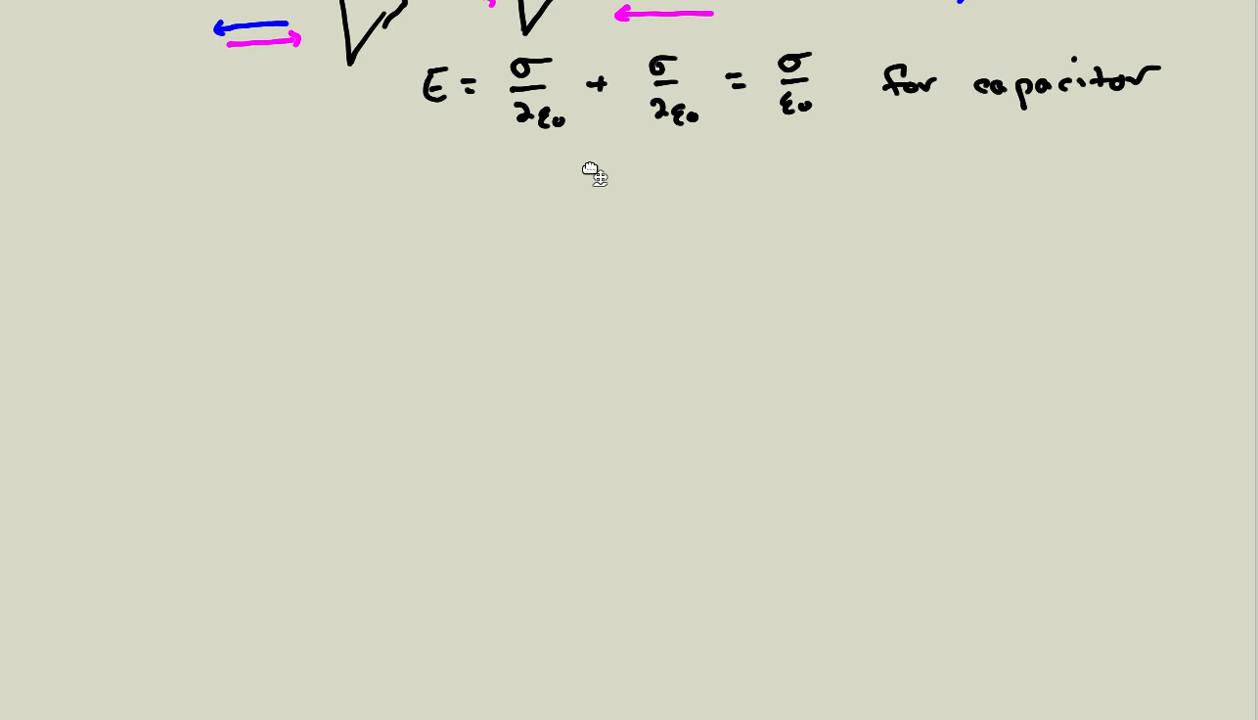 E = σ/2ε₀ + σ/2ε₀ = σ/ε₀ for capacitor